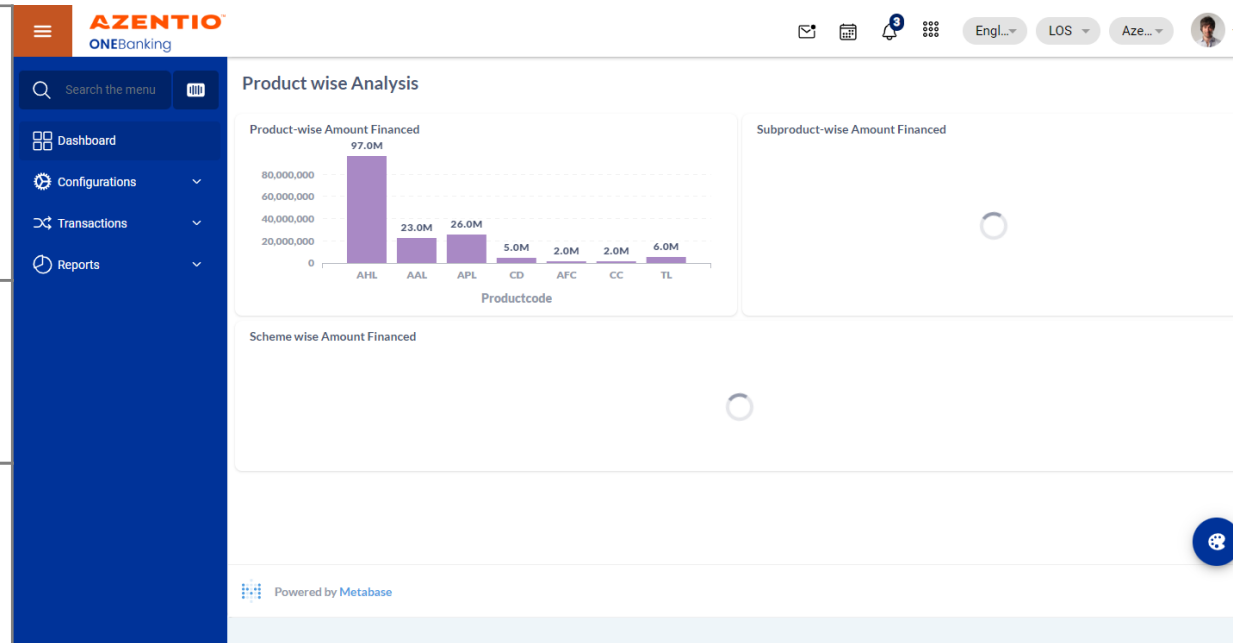 AZENTIO
ONEBanking
3
Engl...
LOS
Aze...
Search the menu
Dashboard
Configurations
Transactions
Reports
Product wise Analysis
Product-wise Amount Financed
97.0M
80,000,000
60,000,000
40,000,000
20,000,000
0
23.0M
26.0M
5.0M
2.0M
2.0M
6.0M
AHL AAL APL CD AFC CC TL
Productcode
Subproduct-wise Amount Financed
Scheme wise Amount Financed
Powered by Metabase